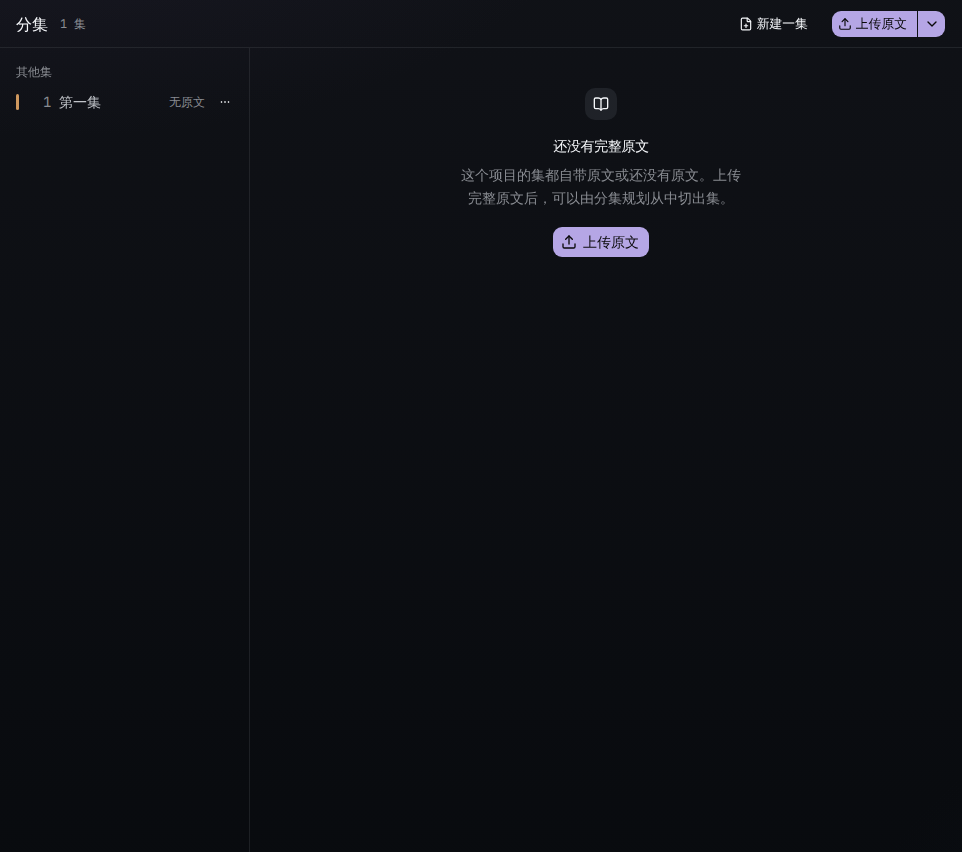 分集 1 集 新建一集 上传原文
其他集
1 第一集 无原文 ···
还没有完整原文
这个项目的集都自带原文或还没有原文。上传
完整原文后，可以由分集规划从中切出集。
上传原文